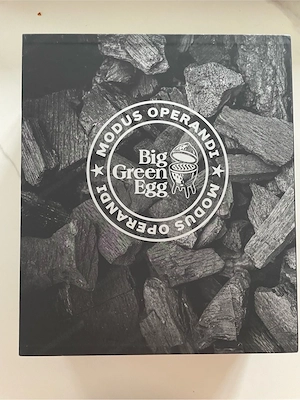 MODUS OPERANDI
Big
Green
Egg
MODUS OPERANDI